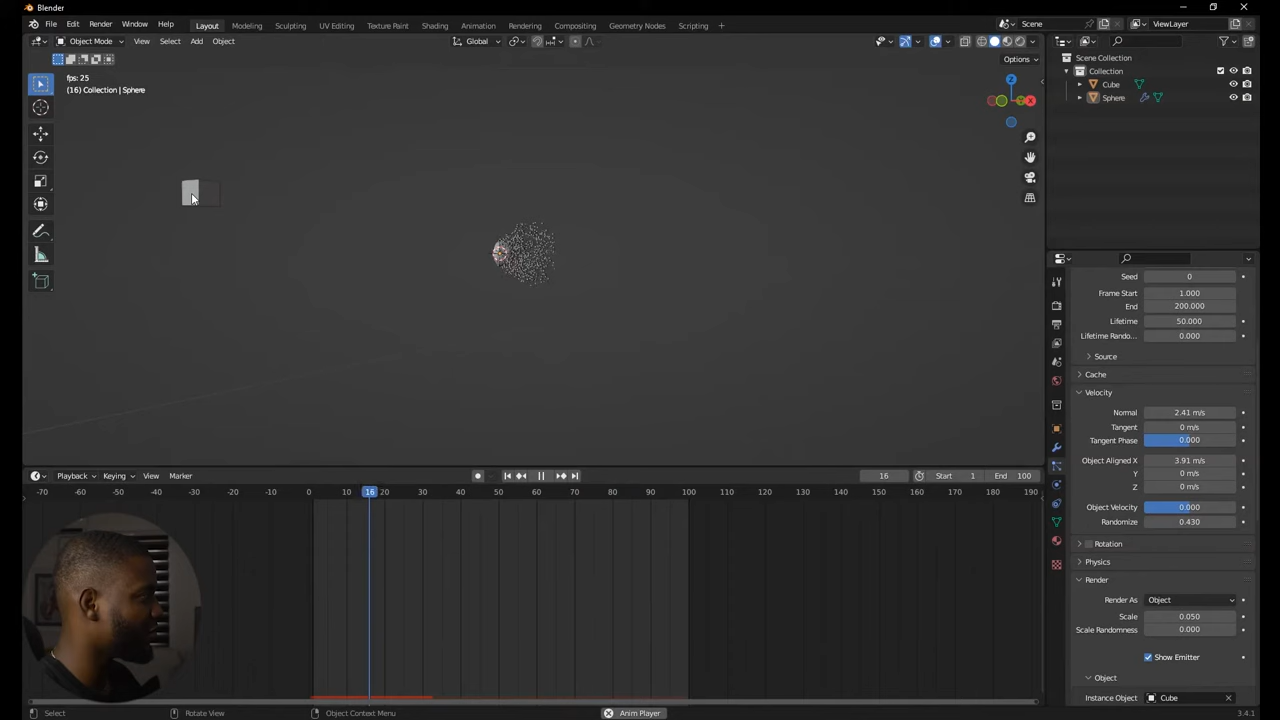 Blender
File Edit Render Window Help Layout Modeling Sculpting UV Editing Texture Paint Shading Animation Rendering Compositing Geometry Nodes Scripting + Scene ViewLayer
Object Mode View Select Add Object Global
Options
fps: 25
(16) Collection | Sphere
Z
X
Scene Collection
Collection
Cube
Sphere
Seed 0
Frame Start 1.000
End 200.000
Lifetime 50.000
Lifetime Rando... 0.000
Source
Cache
Velocity
Normal 2.41 m/s
Tangent 0 m/s
Tangent Phase 0.000
Object Aligned X 3.91 m/s
Y 0 m/s
Z 0 m/s
Object Velocity 0.000
Randomize 0.430
Rotation
Physics
Render
Render As Object
Scale 0.050
Scale Randomness 0.000
Show Emitter
Object
Instance Object Cube
Playback Keying View Marker 16 Start 1 End 100
-70 -60 -50 -40 -30 -20 -10 0 10 16 20 30 40 50 60 70 80 90 100 110 120 130 140 150 160 170 180 190
Select Rotate View Object Context Menu Anim Player 3.4.1